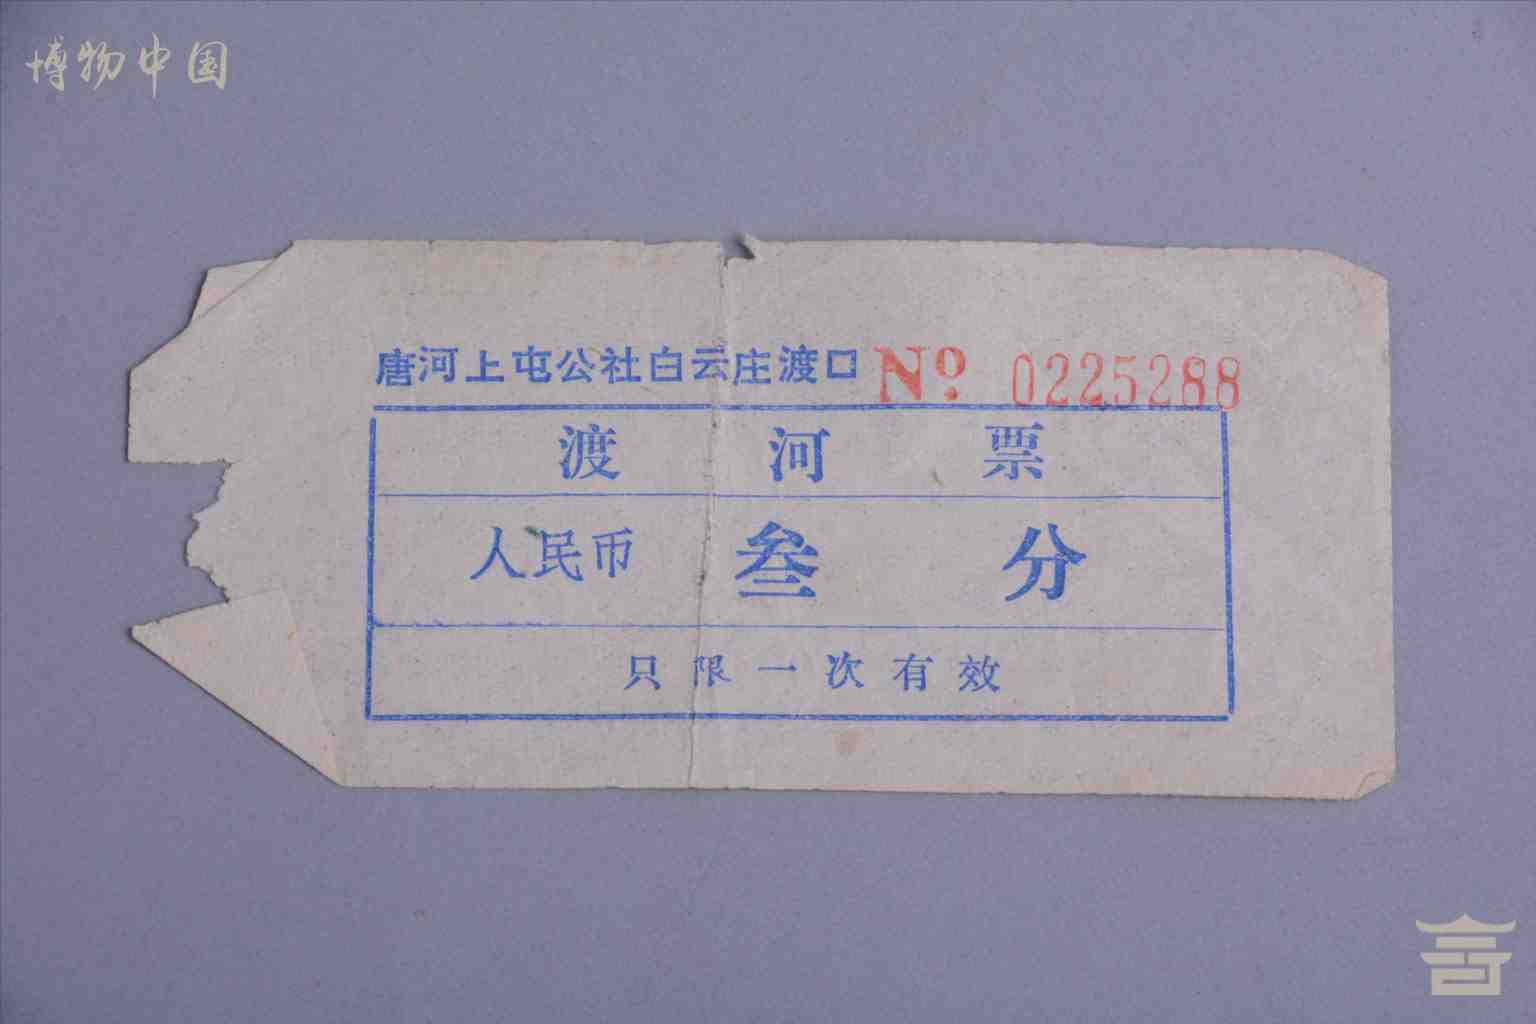 博物中国
唐河上屯公社白云庄渡口 № 0225288
渡河票
人民币 叁分
只限一次有效